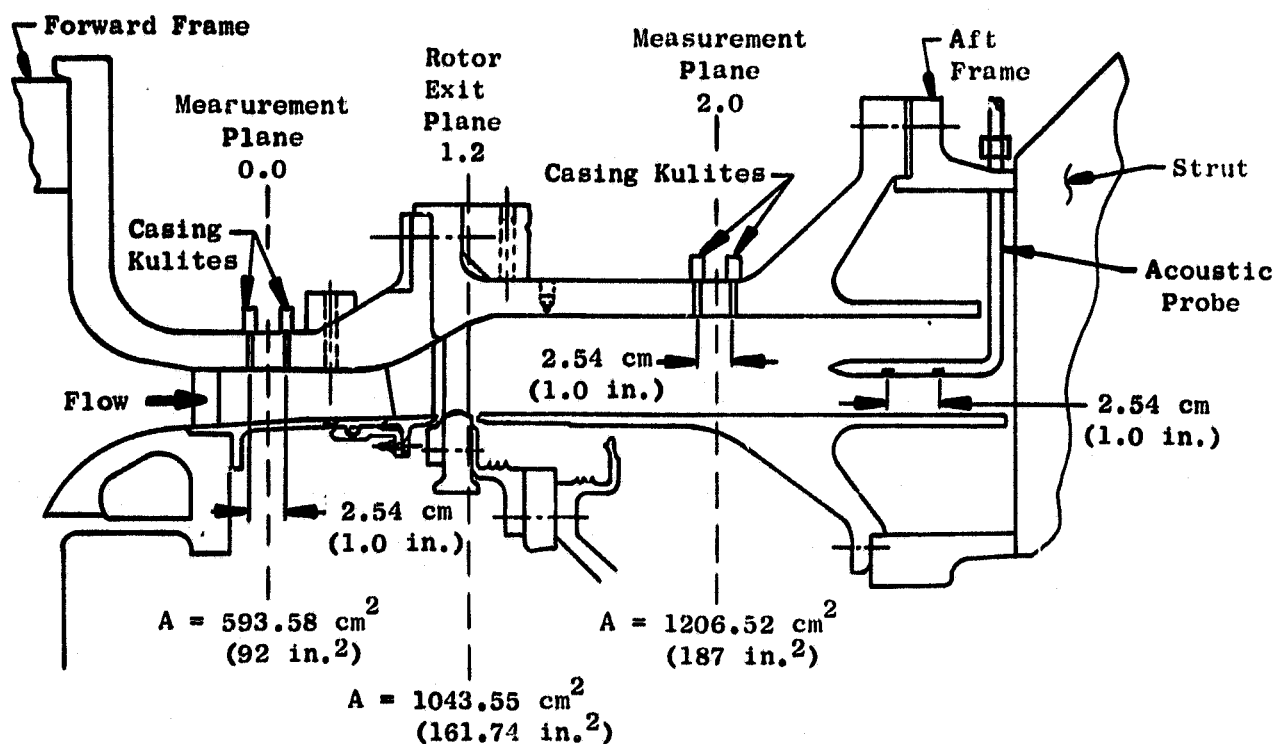 Forward Frame
Mearurement
Plane
0.0
Rotor
Exit
Plane
1.2
Measurement
Plane
2.0
Aft
Frame
Casing Kulites
Strut
Casing
Kulites
Acoustic
Probe
2.54 cm
(1.0 in.)
Flow
2.54 cm
(1.0 in.)
2.54 cm
(1.0 in.)
A = 593.58 cm²
(92 in.²)
A = 1206.52 cm²
(187 in.²)
A = 1043.55 cm²
(161.74 in.²)